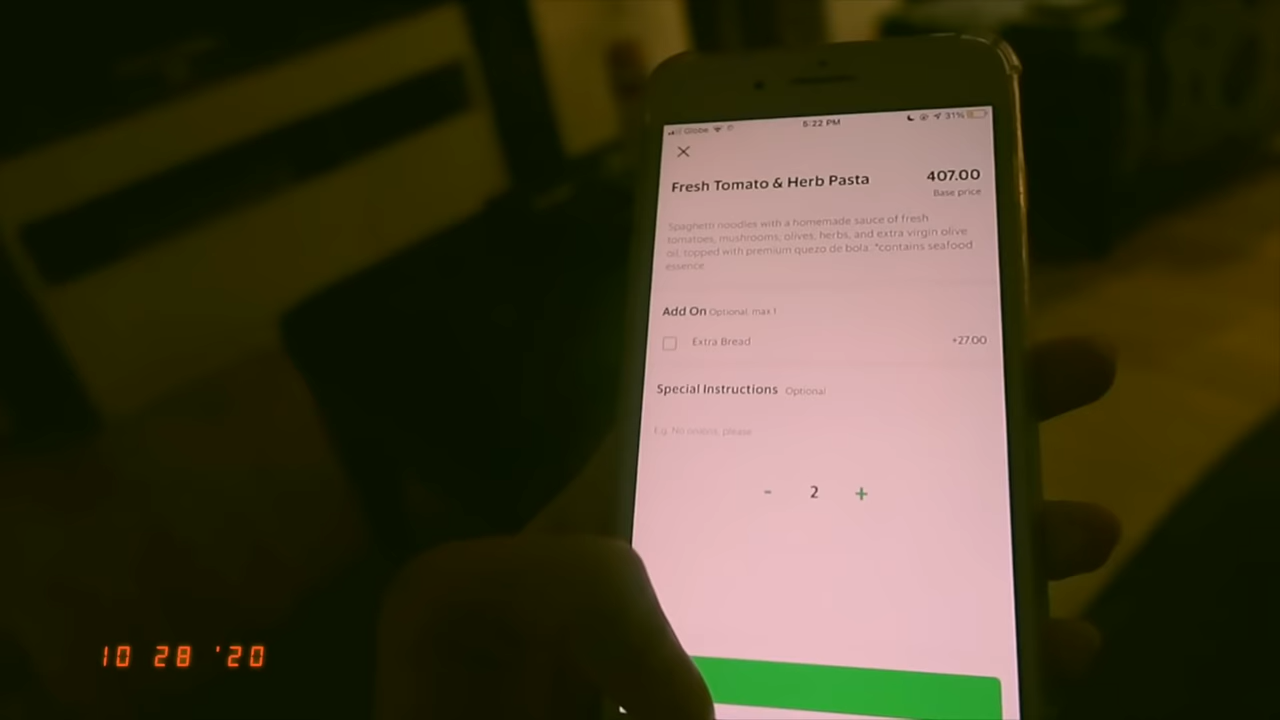 Globe
6:22 PM
31%
Fresh Tomato & Herb Pasta
407.00
Base price
Spaghetti noodles with a homemade sauce of fresh
tomatoes, mushrooms, olives, herbs, and extra virgin olive
oil, topped with premium quezo de bola. *contains seafood
essence
Add On Optional, max 1
Extra Bread
+27.00
Special Instructions Optional
E.g. No onions, please
- 2 +
10 28 '20